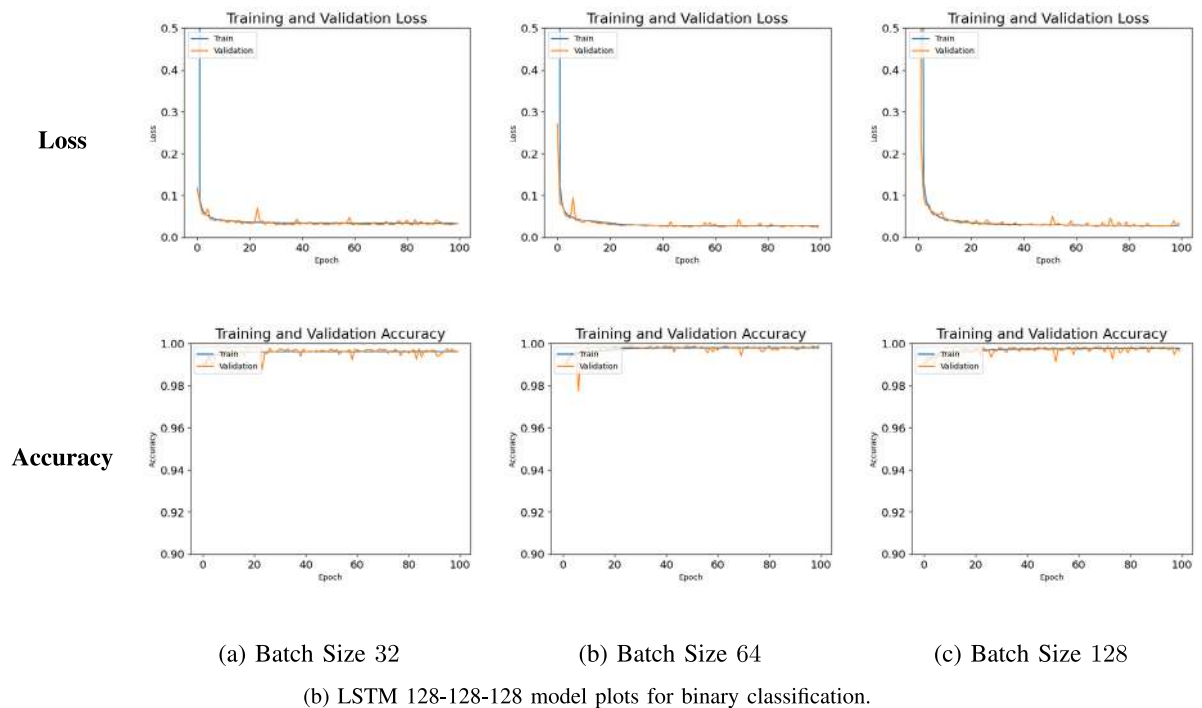 Training and Validation Loss
Training and Validation Loss
Training and Validation Loss
0.5
0.4
0.3
0.2
0.1
0.0
Train
Validation
Loss
0
20
40
60
80
100
Epoch
0.5
0.4
0.3
0.2
0.1
0.0
Train
Validation
Loss
0
20
40
60
80
100
Epoch
0.5
0.4
0.3
0.2
0.1
0.0
Train
Validation
Loss
0
20
40
60
80
100
Epoch
Loss
Training and Validation Accuracy
Training and Validation Accuracy
Training and Validation Accuracy
1.00
0.98
0.96
0.94
0.92
0.90
Train
Validation
Accuracy
0
20
40
60
80
100
Epoch
1.00
0.98
0.96
0.94
0.92
0.90
Train
Validation
Accuracy
0
20
40
60
80
100
Epoch
1.00
0.98
0.96
0.94
0.92
0.90
Train
Validation
Accuracy
0
20
40
60
80
100
Epoch
Accuracy
(a) Batch Size 32
(b) Batch Size 64
(c) Batch Size 128
(b) LSTM 128-128-128 model plots for binary classification.